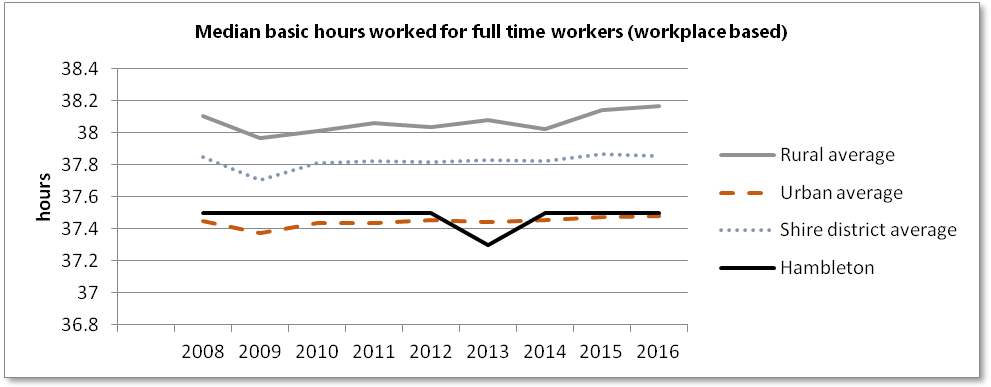 Median basic hours worked for full time workers (workplace based)
38.4
38.2
38
37.8
37.6
37.4
37.2
37
36.8
hours
2008 2009 2010 2011 2012 2013 2014 2015 2016
Rural average
Urban average
Shire district average
Hambleton